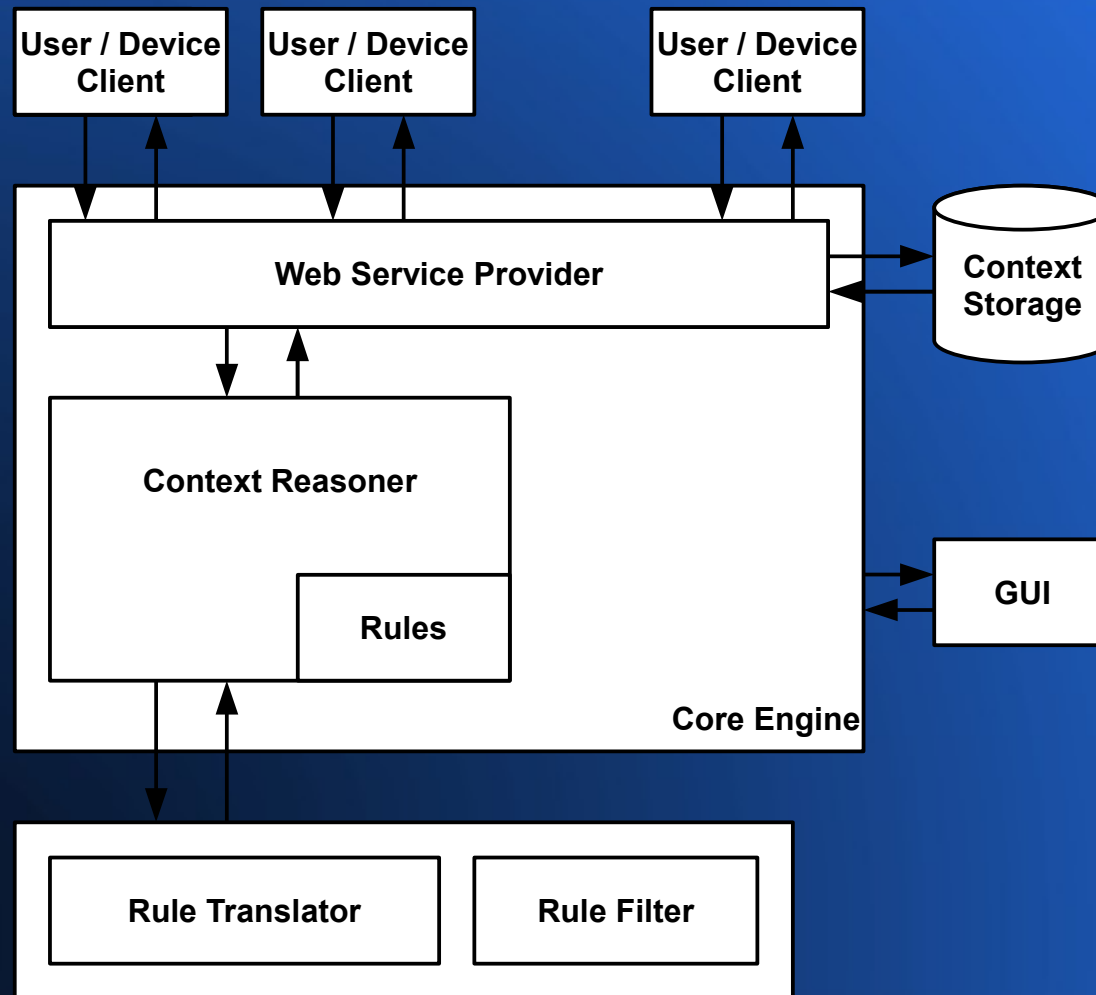 User / Device
Client
User / Device
Client
User / Device
Client
Web Service Provider
Context
Storage
Context Reasoner
Rules
GUI
Core Engine
Rule Translator
Rule Filter